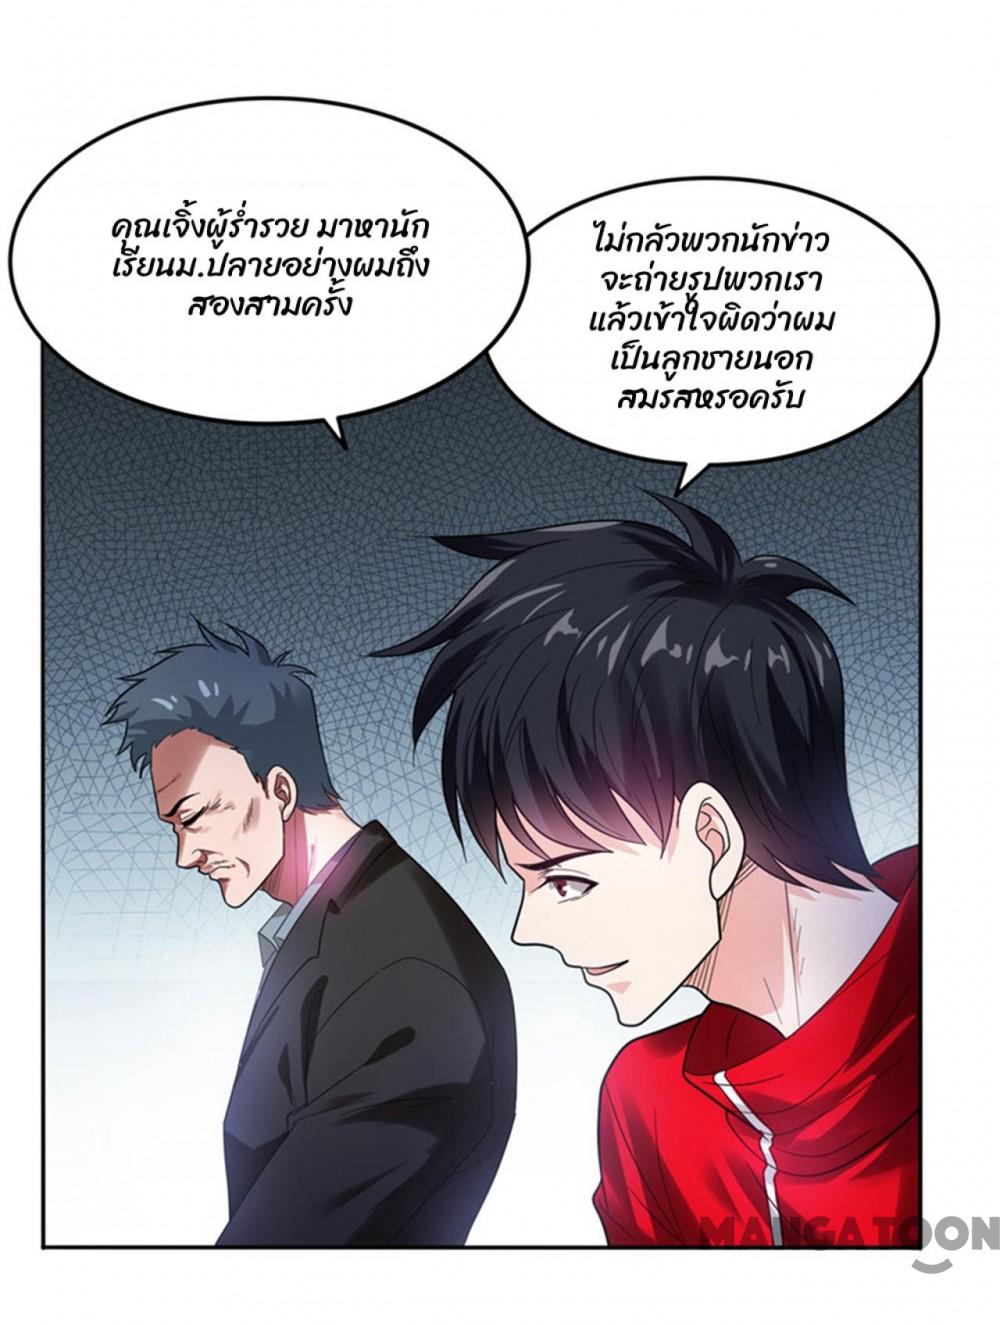 คุณเจิ้งผู้ร่ำรวย มาหานัก
เรียนม.ปลายอย่างผมถึง
สองสามครั้ง
ไม่กลัวพวกนักข่าว
จะถ่ายรูปพวกเรา
แล้วเข้าใจผิดว่าผม
เป็นลูกชายนอก
สมรสหรอครับ
MANGATOON